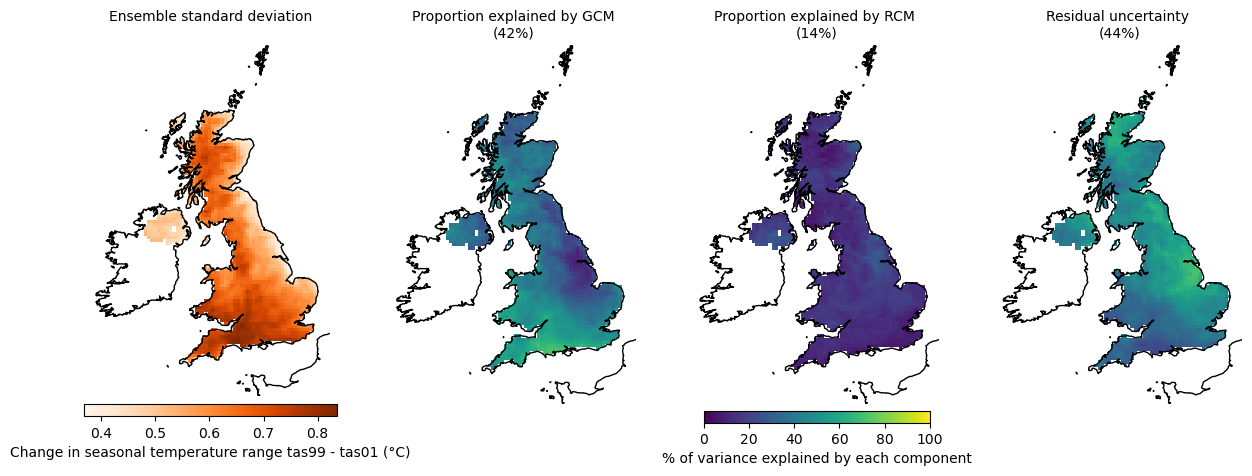 Ensemble standard deviation
Proportion explained by GCM
(42%)
Proportion explained by RCM
(14%)
Residual uncertainty
(44%)
0.4 0.5 0.6 0.7 0.8
Change in seasonal temperature range tas99 - tas01 (°C)
0 20 40 60 80 100
% of variance explained by each component